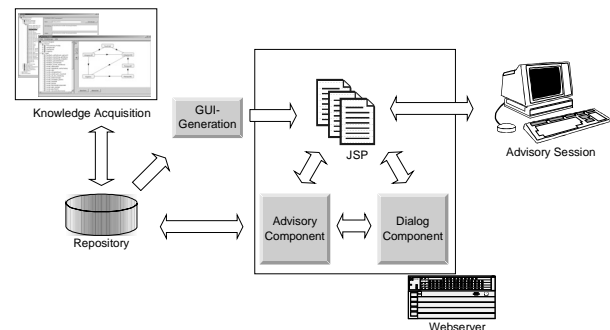 Knowledge Acquisition
GUI-
Generation
JSP
Advisory Session
Repository
Advisory
Component
Dialog
Component
Webserver